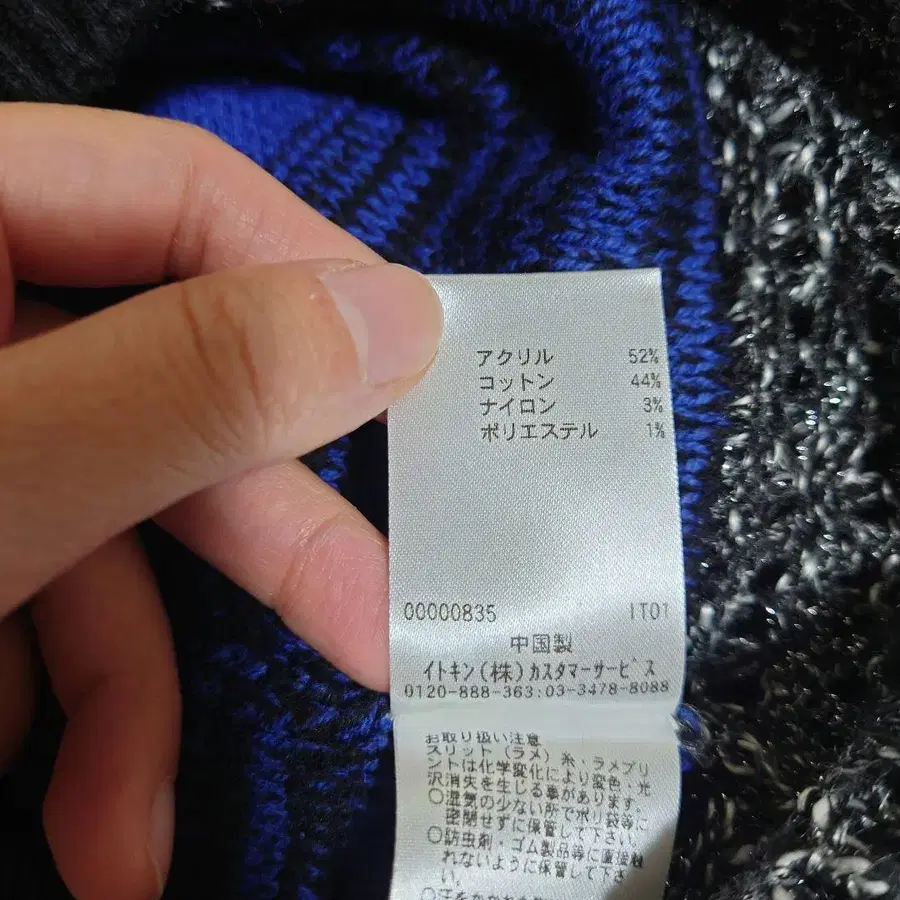 アクリル 52%
コットン 44%
ナイロン 3%
ポリエステル 1%
00000835 IT01
中国製
イトキン(株)カスタマーサービス
0120-888-363:03-3478-8088
お取り扱い注意
スリット(ラメ)糸・ラメプリ
ントは化学変化により変色・光
沢消失を生じる事があります。
○湿気の少ない所でポリ袋等に
密閉せずに保管して下さい
○防虫剤・ゴム製品等に直接触
れないように保管して下さ
い。